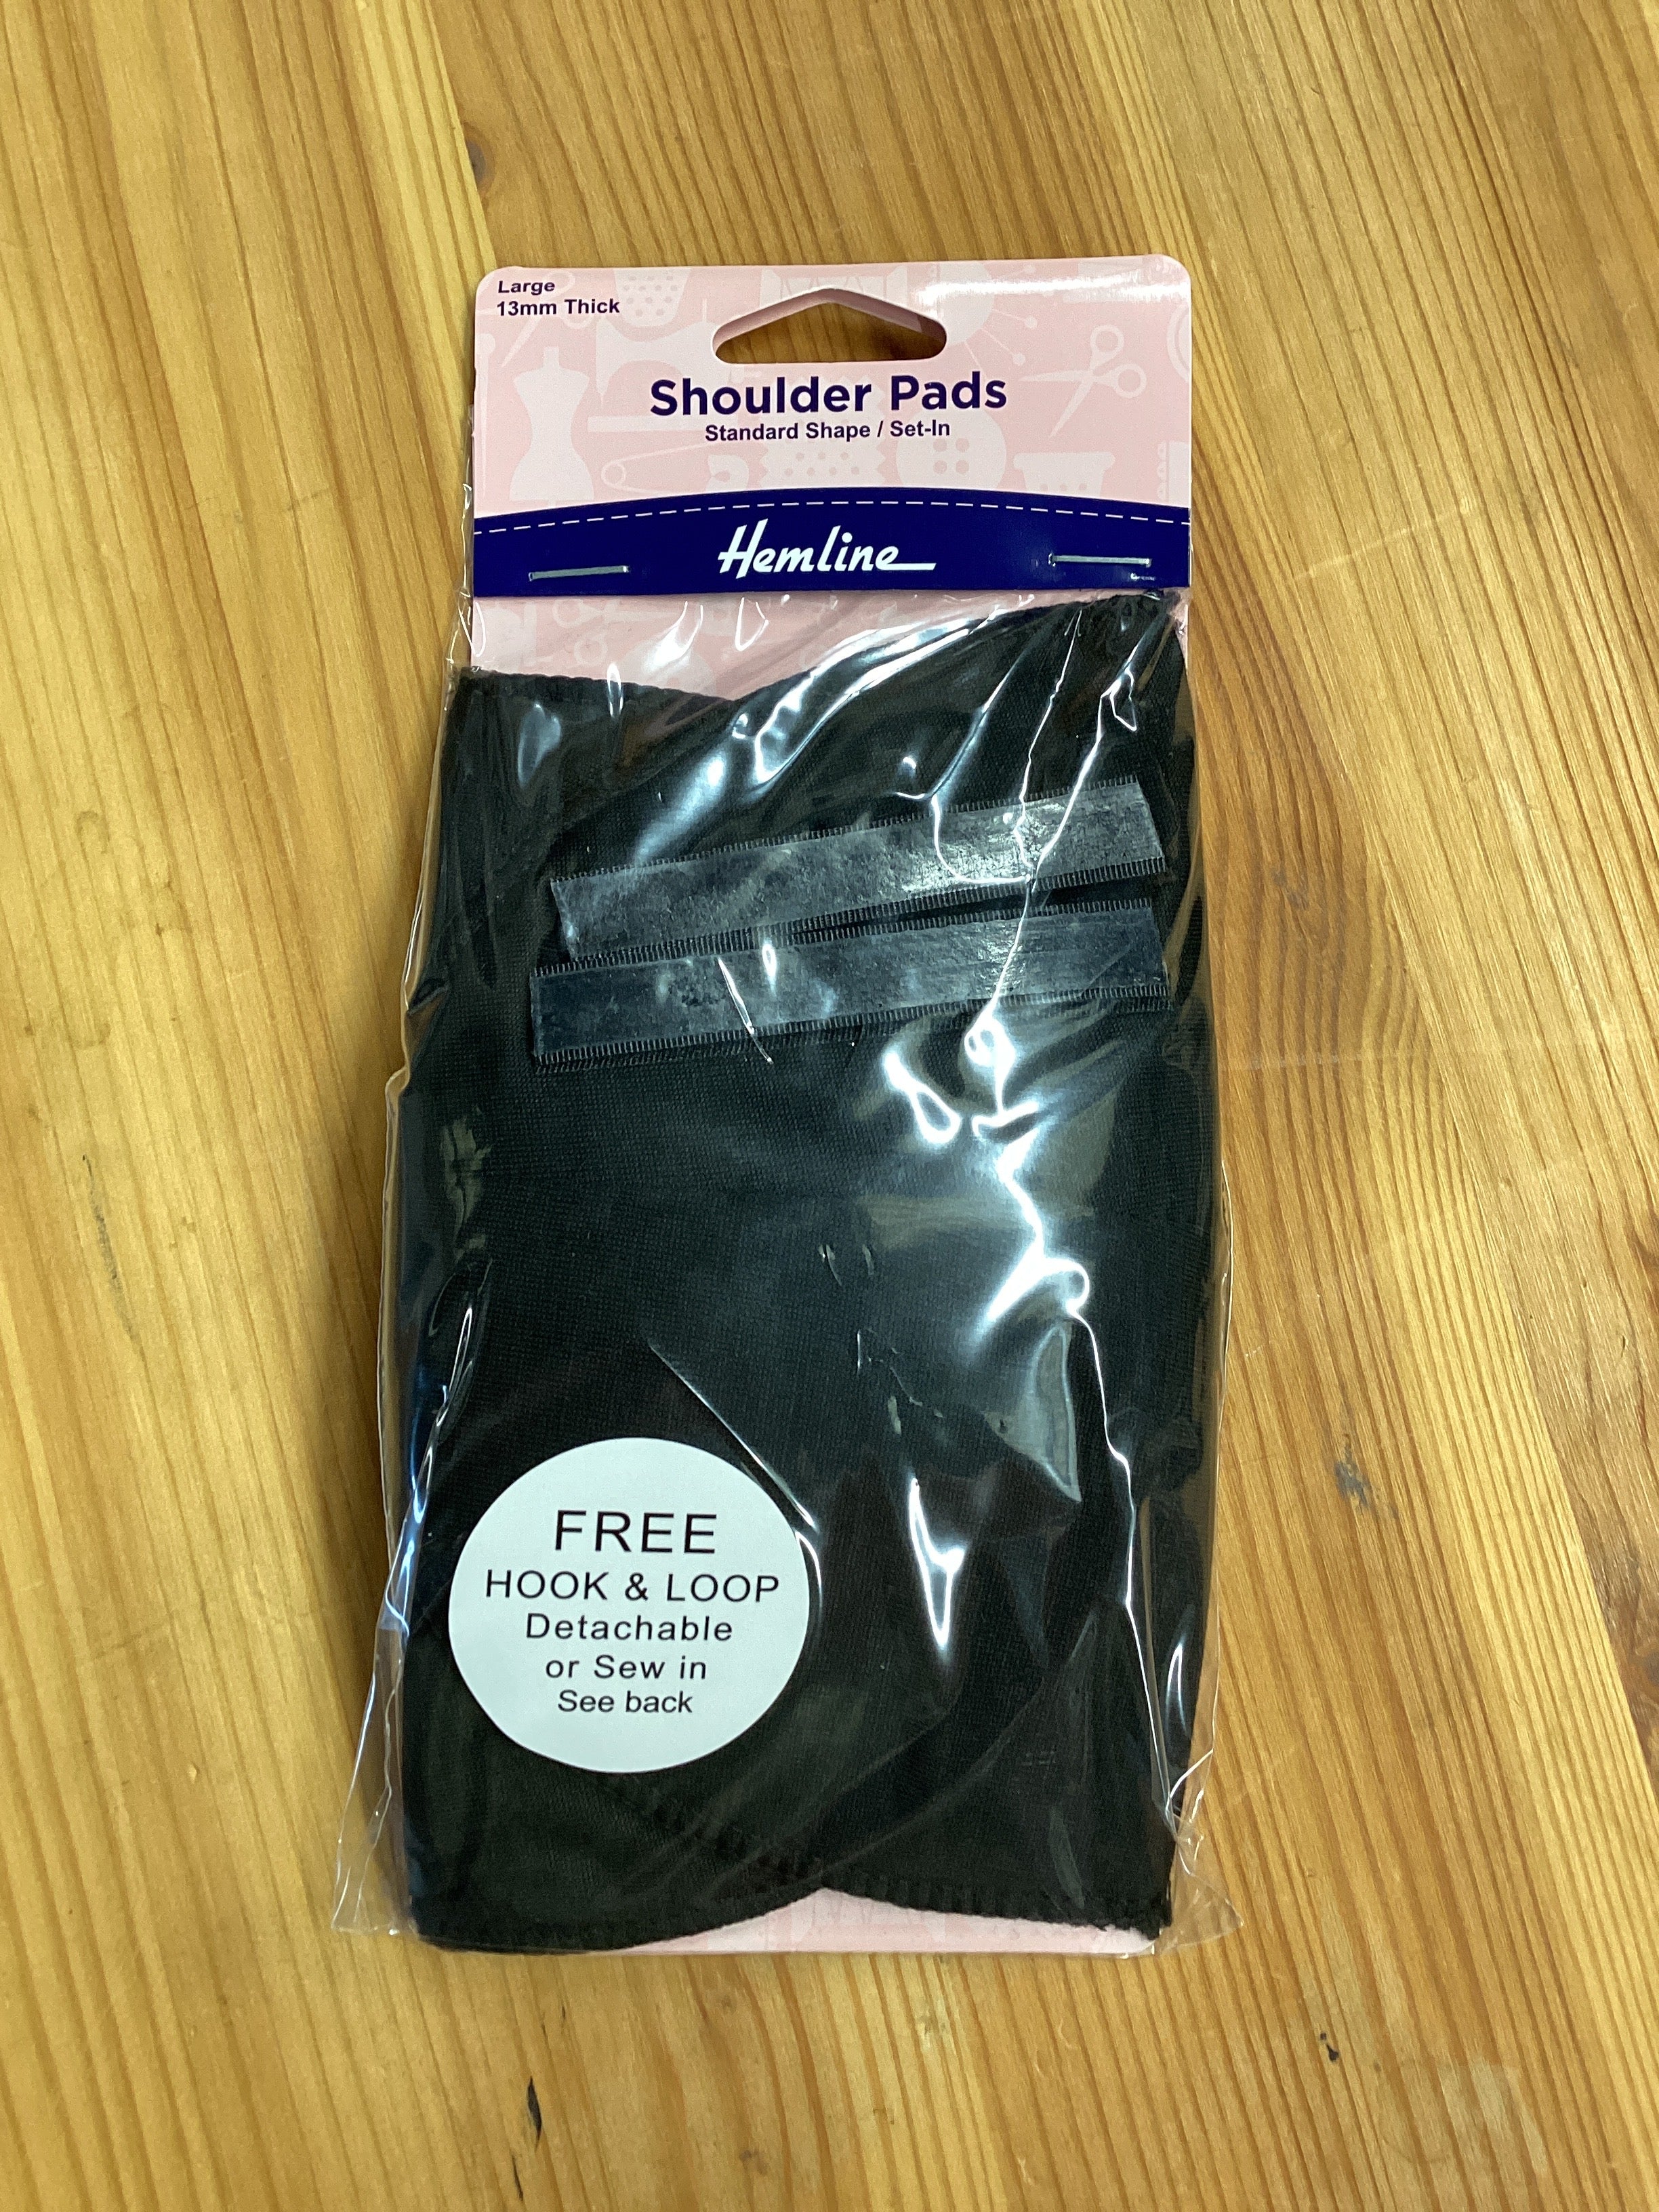 Large
13mm Thick
Shoulder Pads
Standard Shape / Set-In
Hemline
FREE
HOOK & LOOP
Detachable
or Sew in
See back